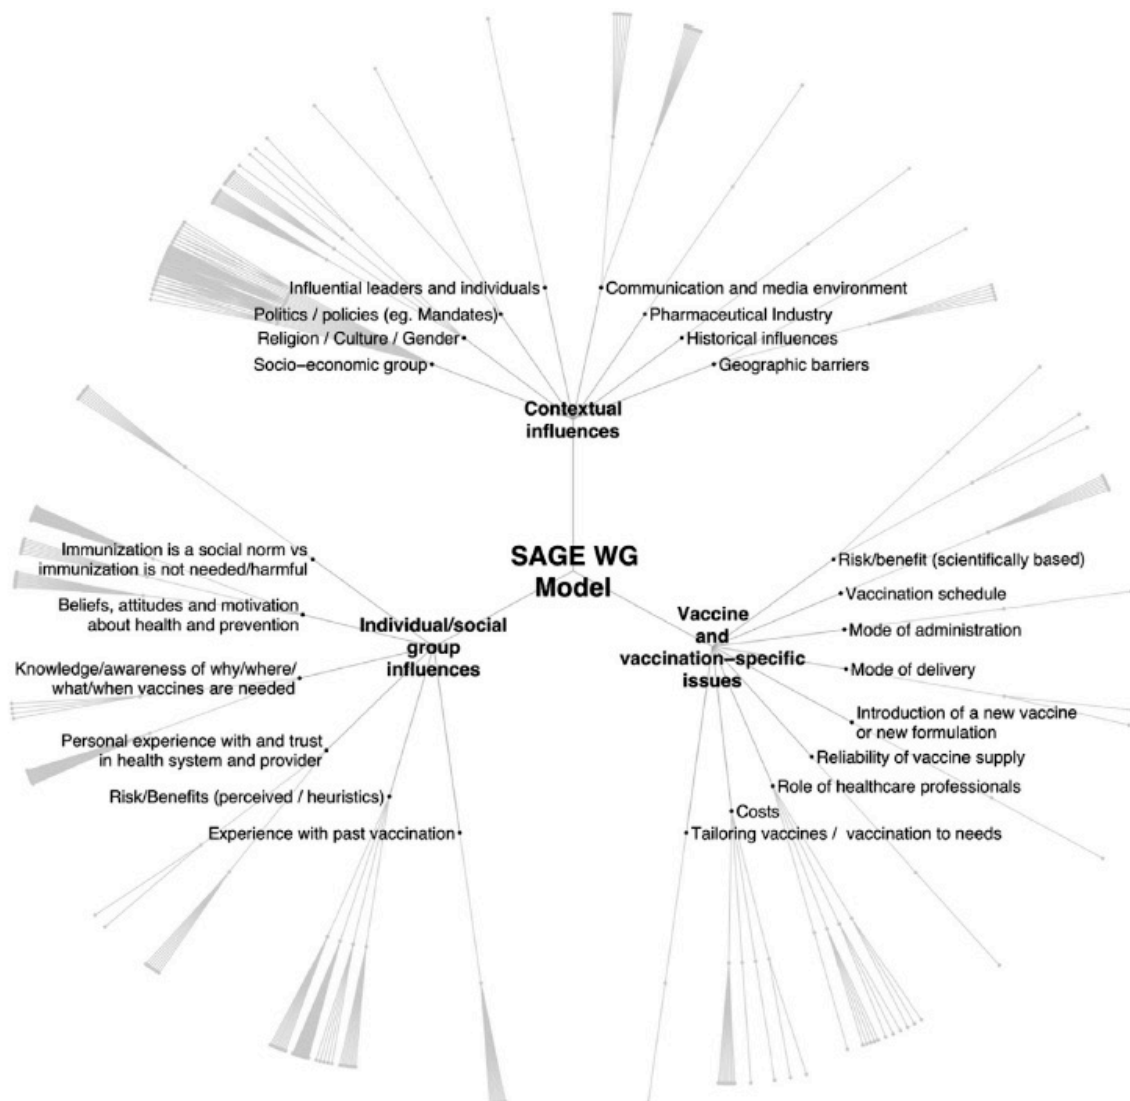 Influential leaders and individuals
Communication and media environment
Politics / policies (eg. Mandates)
Pharmaceutical Industry
Religion / Culture / Gender
Historical influences
Socio−economic group
Geographic barriers
Contextual
influences
SAGE WG
Model
Immunization is a social norm vs
immunization is not needed/harmful
Beliefs, attitudes and motivation
about health and prevention
Individual/social
group
influences
Knowledge/awareness of why/where/
what/when vaccines are needed
Personal experience with and trust
in health system and provider
Risk/Benefits (perceived / heuristics)
Experience with past vaccination
Vaccine
and
vaccination−specific
issues
Risk/benefit (scientifically based)
Vaccination schedule
Mode of administration
Mode of delivery
Introduction of a new vaccine
or new formulation
Reliability of vaccine supply
Role of healthcare professionals
Costs
Tailoring vaccines / vaccination to needs